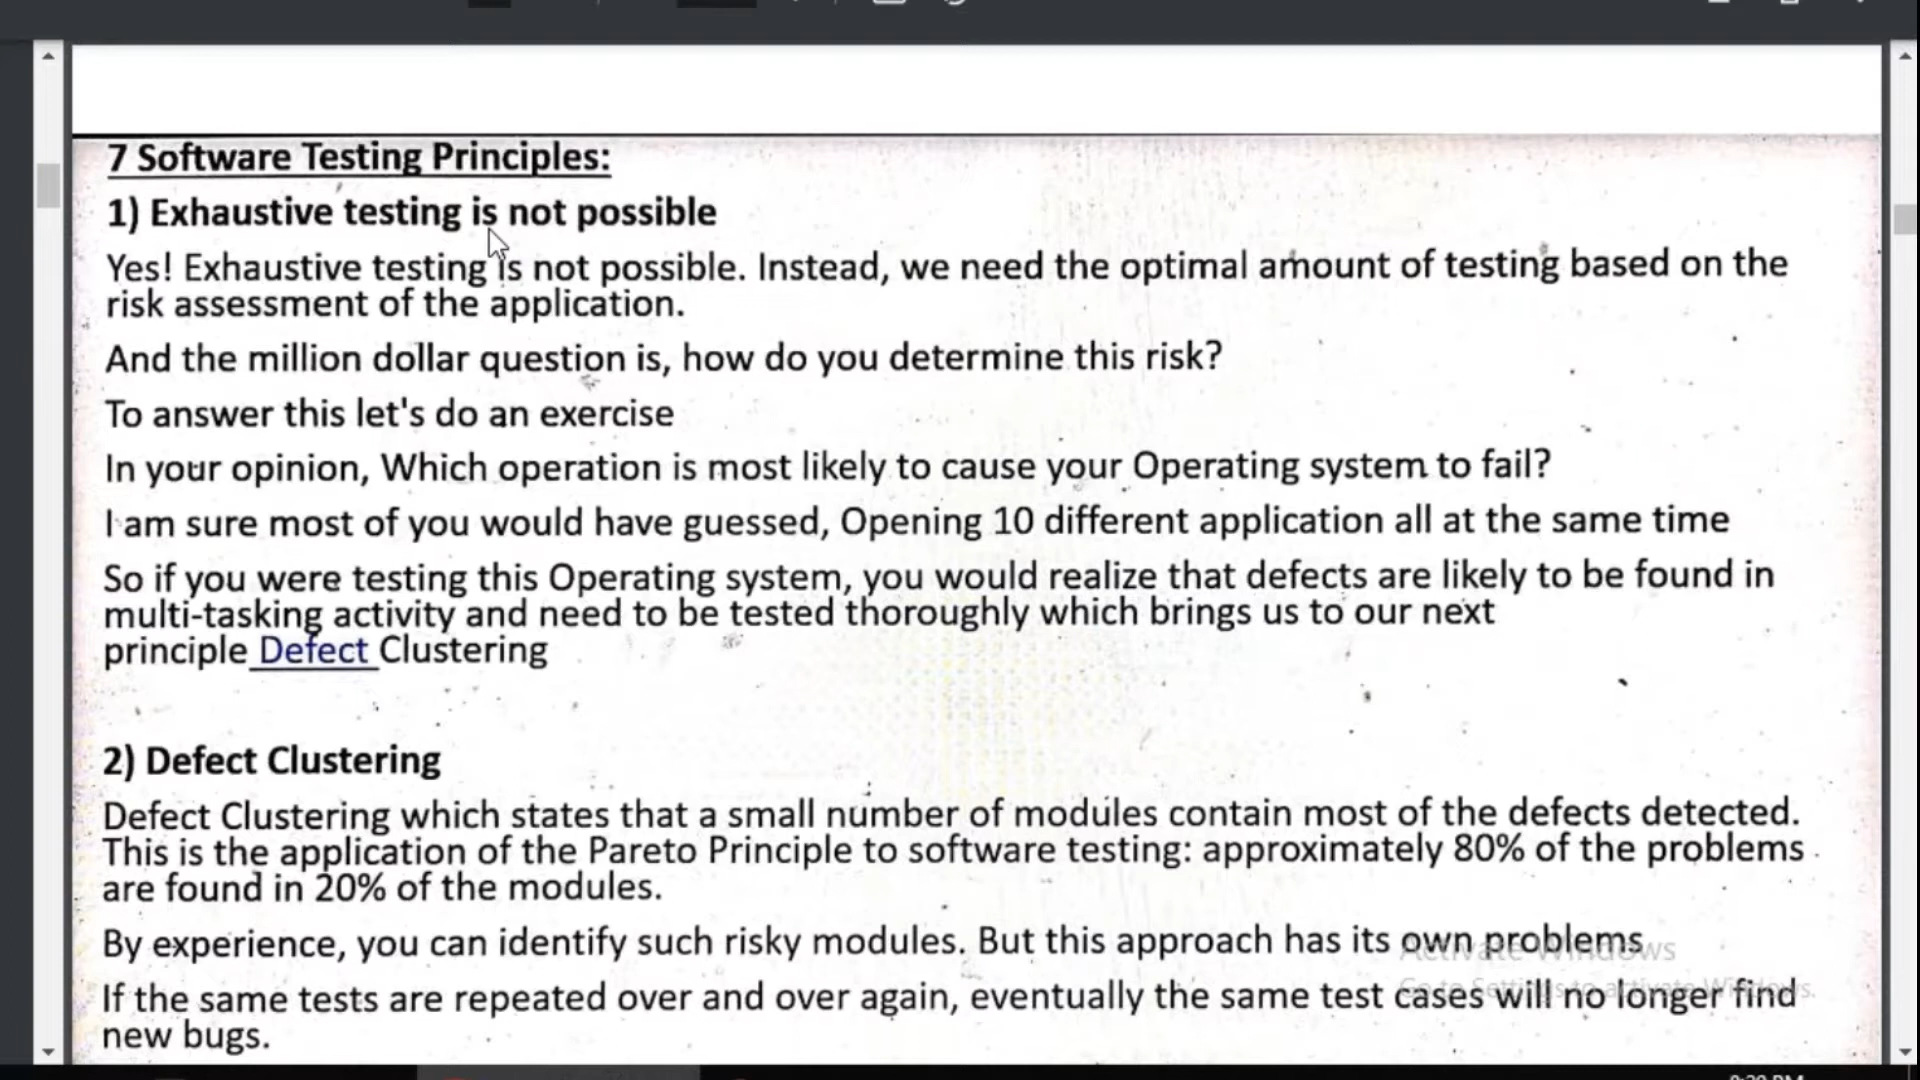 7 Software Testing Principles:
1) Exhaustive testing is not possible
Yes! Exhaustive testing is not possible. Instead, we need the optimal amount of testing based on the
risk assessment of the application.
And the million dollar question is, how do you determine this risk?
To answer this let's do an exercise
In your opinion, Which operation is most likely to cause your Operating system to fail?
I am sure most of you would have guessed, Opening 10 different application all at the same time
So if you were testing this Operating system, you would realize that defects are likely to be found in
multi-tasking activity and need to be tested thoroughly which brings us to our next
principle Defect Clustering
2) Defect Clustering
Defect Clustering which states that a small number of modules contain most of the defects detected.
This is the application of the Pareto Principle to software testing: approximately 80% of the problems
are found in 20% of the modules.
By experience, you can identify such risky modules. But this approach has its own problems
Activate Windows
If the same tests are repeated over and over again, eventually the same test cases will no longer find
Go to Settings to activate Windows.
new bugs.